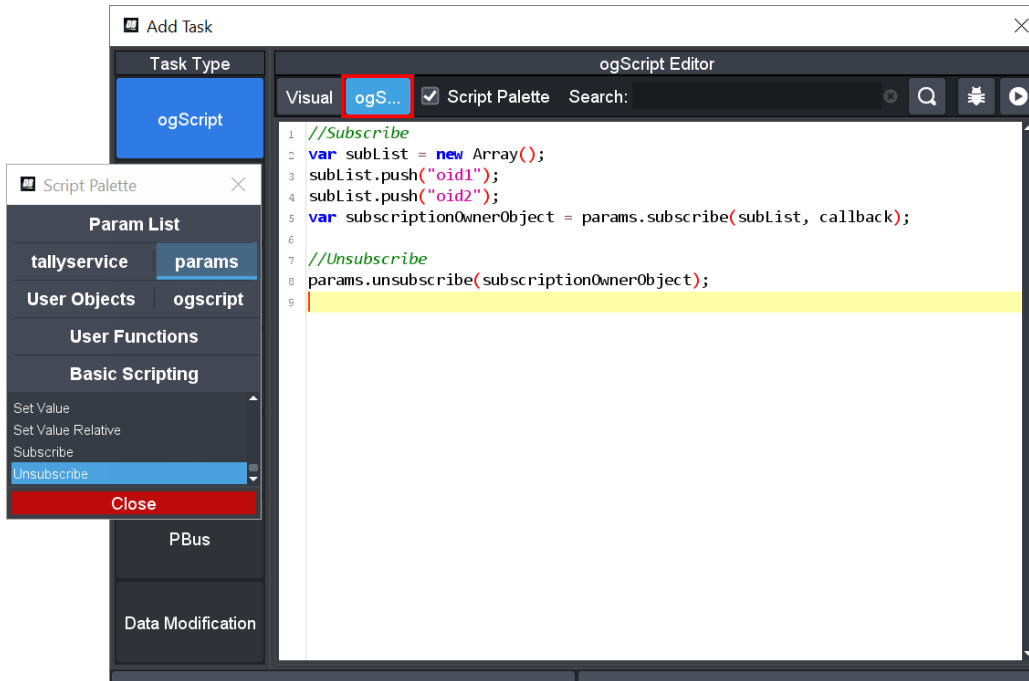 DB Add Task
Task Type
ogScript Editor
ogScript
Visual
ogS...
Script Palette
Search:
1 //Subscribe
2 var subList = new Array();
3 subList.push("oid1");
4 subList.push("oid2");
5 var subscriptionOwnerObject = params.subscribe(subList, callback);
6
7 //Unsubscribe
8 params.unsubscribe(subscriptionOwnerObject);
9
DB Script Palette
Param List
tallyservice params
User Objects ogscript
User Functions
Basic Scripting
Set Value
Set Value Relative
Subscribe
Unsubscribe
Close
PBus
Data Modification